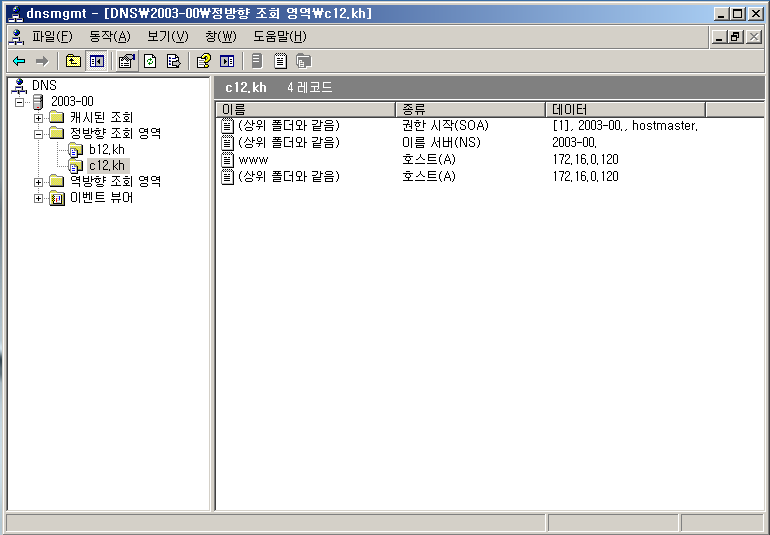 dnsmgmt - [DNS₩2003-00₩정방향 조회 영역₩c12.kh]
파일(F) 동작(A) 보기(V) 창(W) 도움말(H)
DNS
2003-00
캐시된 조회
정방향 조회 영역
b12.kh
c12.kh
역방향 조회 영역
이벤트 뷰어
c12.kh 4 레코드
이름 종류 데이터
(상위 폴더와 같음) 권한 시작(SOA) [1], 2003-00., hostmaster.
(상위 폴더와 같음) 이름 서버(NS) 2003-00.
www 호스트(A) 172.16.0.120
(상위 폴더와 같음) 호스트(A) 172.16.0.120